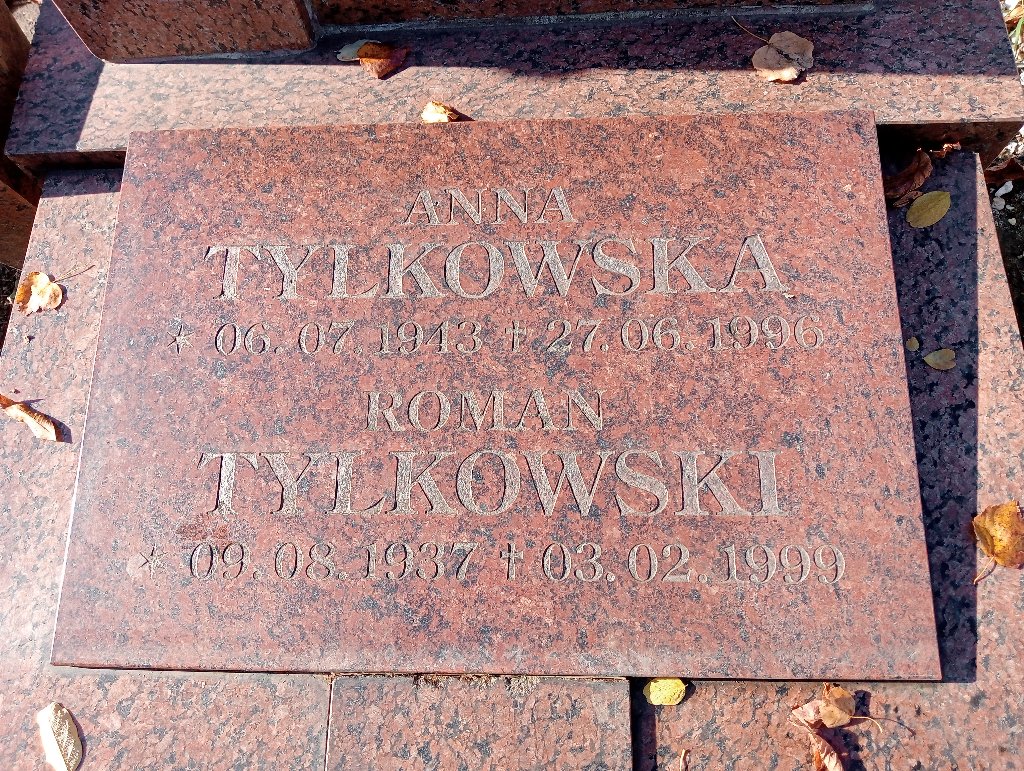 ANNA
TYLKOWSKA
* 06.07.1943 † 27.06.1996
ROMAN
TYLKOWSKI
* 09.08.1937 † 03.02.1999